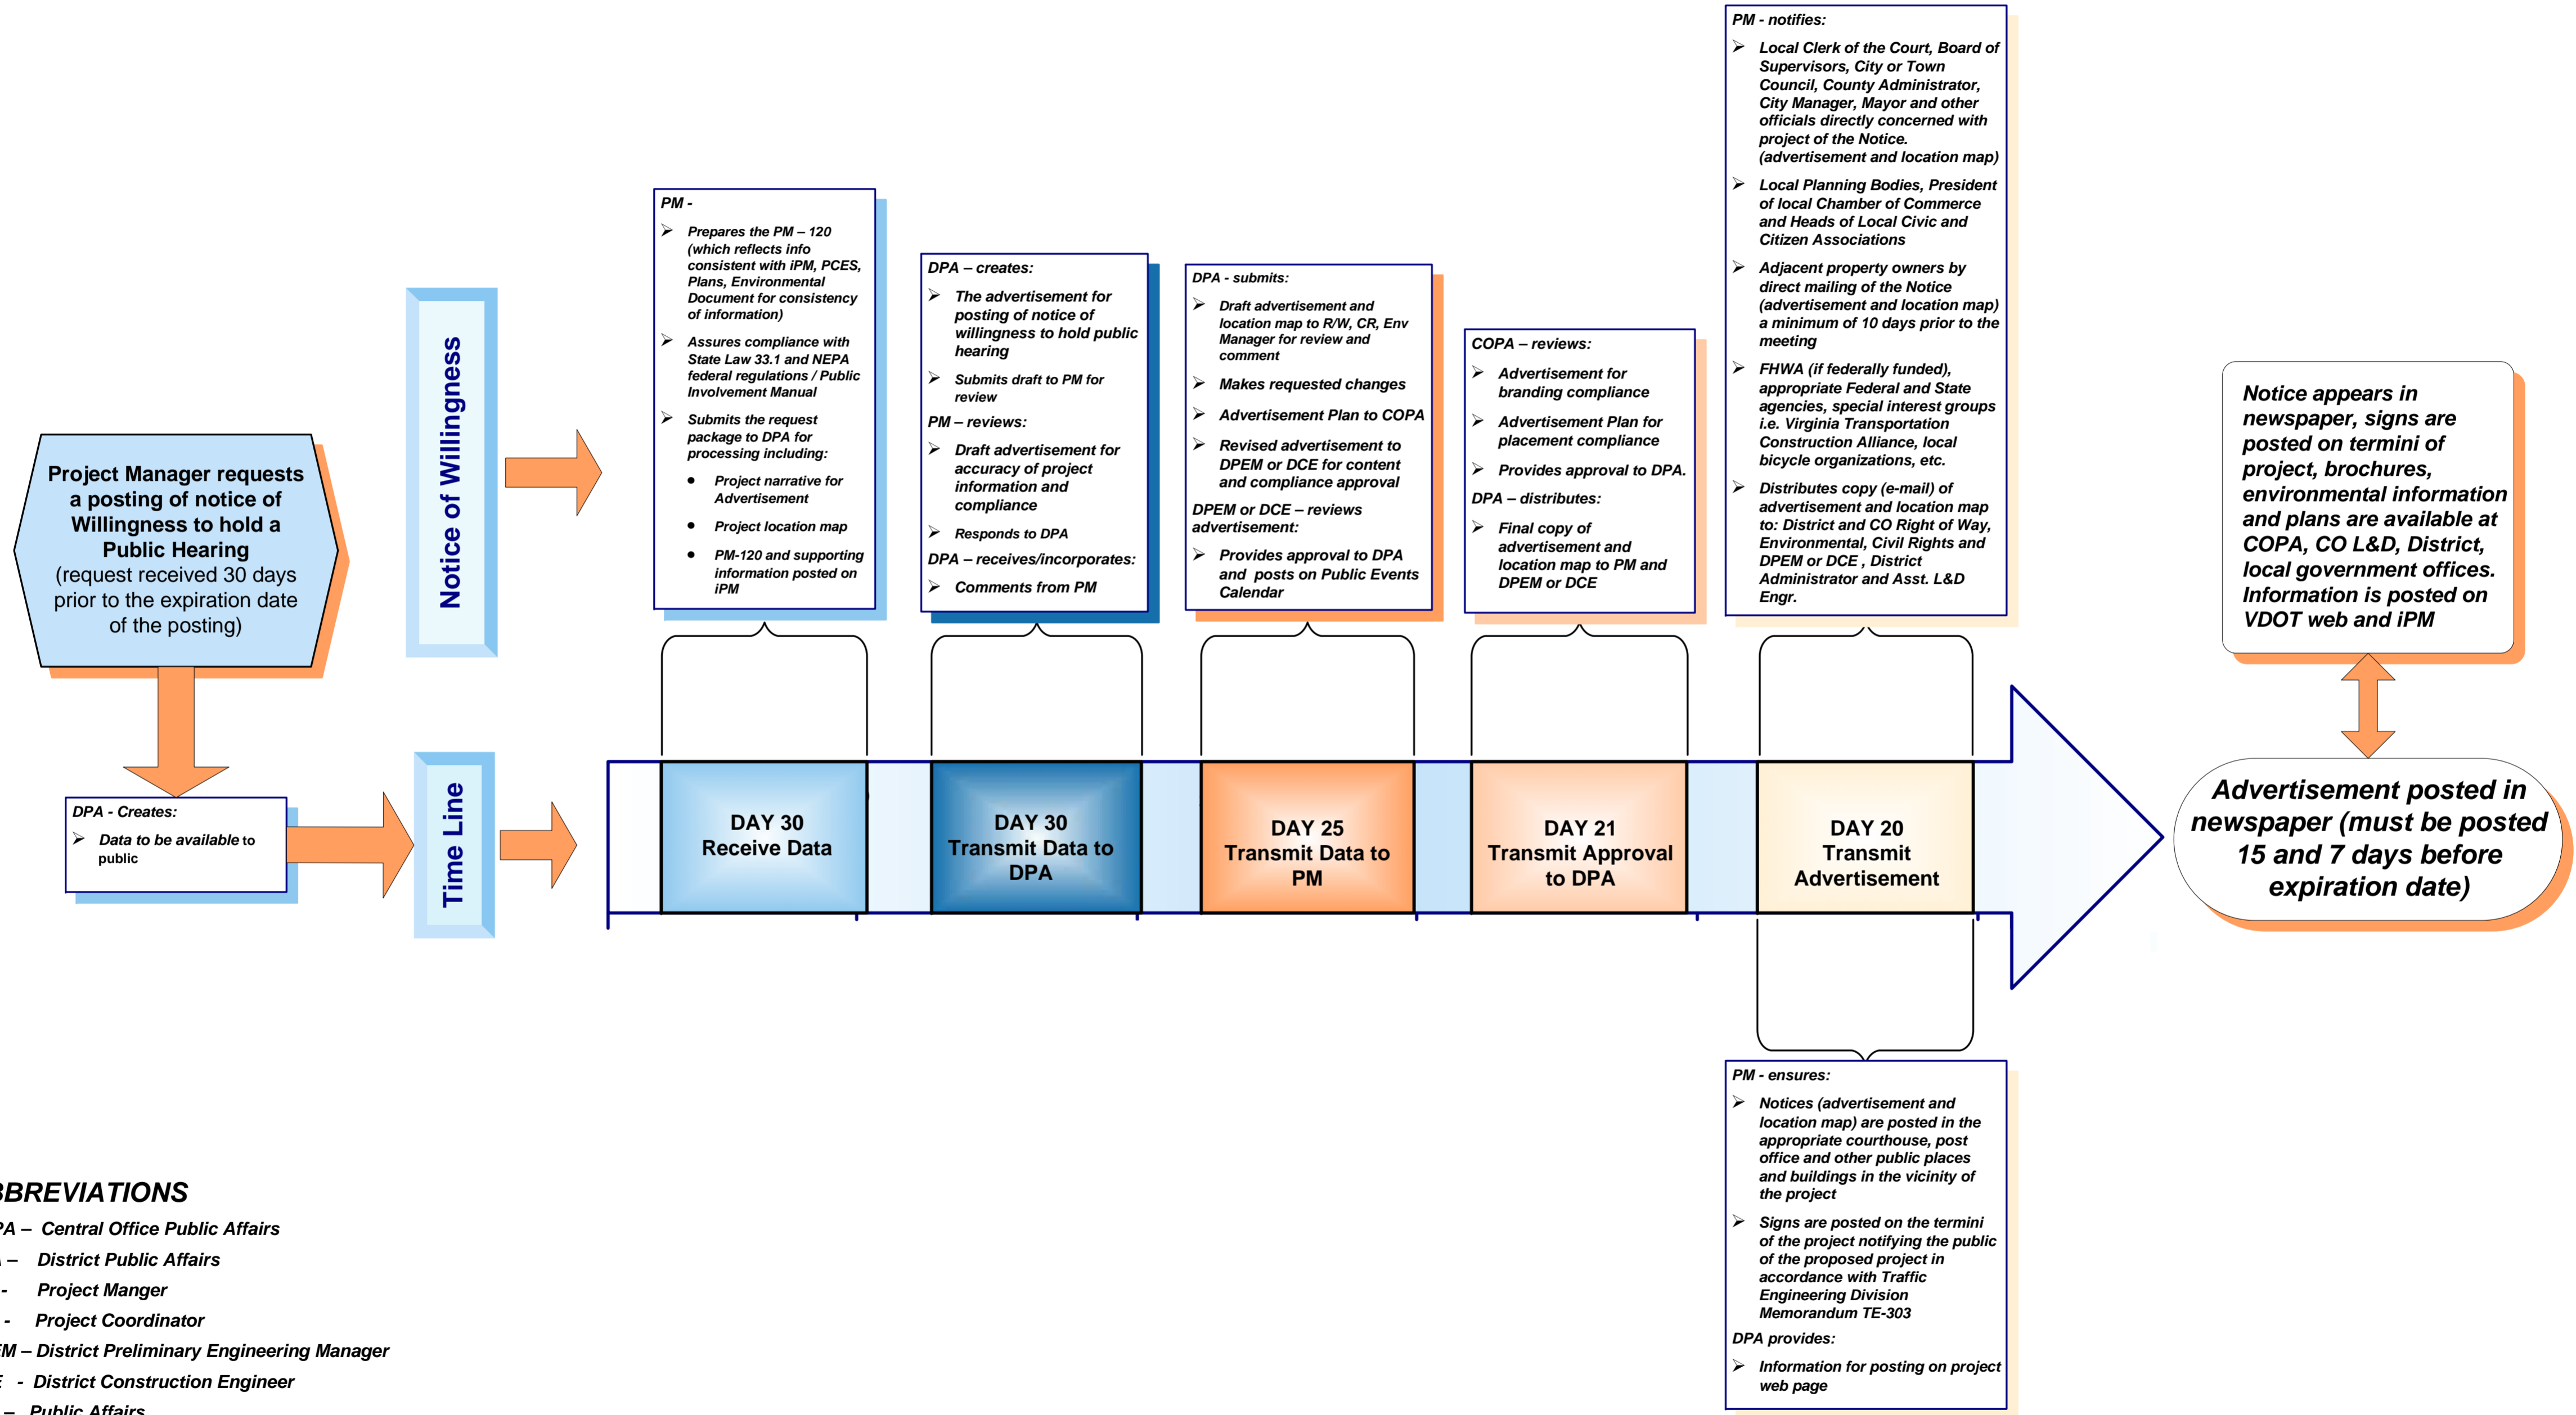 Project Manager requests
a posting of notice of
Willingness to hold a
Public Hearing
(request received 30 days
prior to the expiration date
of the posting)
DPA - Creates:
➢ Data to be available to
public
Notice of Willingness
Time Line
PM -
➢ Prepares the PM – 120
(which reflects info
consistent with iPM, PCES,
Plans, Environmental
Document for consistency
of information)
➢ Assures compliance with
State Law 33.1 and NEPA
federal regulations / Public
Involvement Manual
➢ Submits the request
package to DPA for
processing including:
• Project narrative for
Advertisement
• Project location map
• PM-120 and supporting
information posted on
iPM
DPA – creates:
➢ The advertisement for
posting of notice of
willingness to hold public
hearing
➢ Submits draft to PM for
review
PM – reviews:
➢ Draft advertisement for
accuracy of project
information and
compliance
➢ Responds to DPA
DPA – receives/incorporates:
➢ Comments from PM
DPA - submits:
➢ Draft advertisement and
location map to R/W, CR, Env
Manager for review and
comment
➢ Makes requested changes
➢ Advertisement Plan to COPA
➢ Revised advertisement to
DPEM or DCE for content
and compliance approval
DPEM or DCE – reviews
advertisement:
➢ Provides approval to DPA
and posts on Public Events
Calendar
COPA – reviews:
➢ Advertisement for
branding compliance
➢ Advertisement Plan for
placement compliance
➢ Provides approval to DPA.
DPA – distributes:
➢ Final copy of
advertisement and
location map to PM and
DPEM or DCE
PM - notifies:
➢ Local Clerk of the Court, Board of
Supervisors, City or Town
Council, County Administrator,
City Manager, Mayor and other
officials directly concerned with
project of the Notice.
(advertisement and location map)
➢ Local Planning Bodies, President
of local Chamber of Commerce
and Heads of Local Civic and
Citizen Associations
➢ Adjacent property owners by
direct mailing of the Notice
(advertisement and location map)
a minimum of 10 days prior to the
meeting
➢ FHWA (if federally funded),
appropriate Federal and State
agencies, special interest groups
i.e. Virginia Transportation
Construction Alliance, local
bicycle organizations, etc.
➢ Distributes copy (e-mail) of
advertisement and location map
to: District and CO Right of Way,
Environmental, Civil Rights and
DPEM or DCE , District
Administrator and Asst. L&D
Engr.
DAY 30
Receive Data
DAY 30
Transmit Data to
DPA
DAY 25
Transmit Data to
PM
DAY 21
Transmit Approval
to DPA
DAY 20
Transmit
Advertisement
PM - ensures:
➢ Notices (advertisement and
location map) are posted in the
appropriate courthouse, post
office and other public places
and buildings in the vicinity of
the project
➢ Signs are posted on the termini
of the project notifying the public
of the proposed project in
accordance with Traffic
Engineering Division
Memorandum TE-303
DPA provides:
➢ Information for posting on project
web page
Notice appears in
newspaper, signs are
posted on termini of
project, brochures,
environmental information
and plans are available at
COPA, CO L&D, District,
local government offices.
Information is posted on
VDOT web and iPM
Advertisement posted in
newspaper (must be posted
15 and 7 days before
expiration date)
BBREVIATIONS
PA – Central Office Public Affairs
– District Public Affairs
- Project Manger
- Project Coordinator
EM – District Preliminary Engineering Manager
E - District Construction Engineer
– Public Affairs